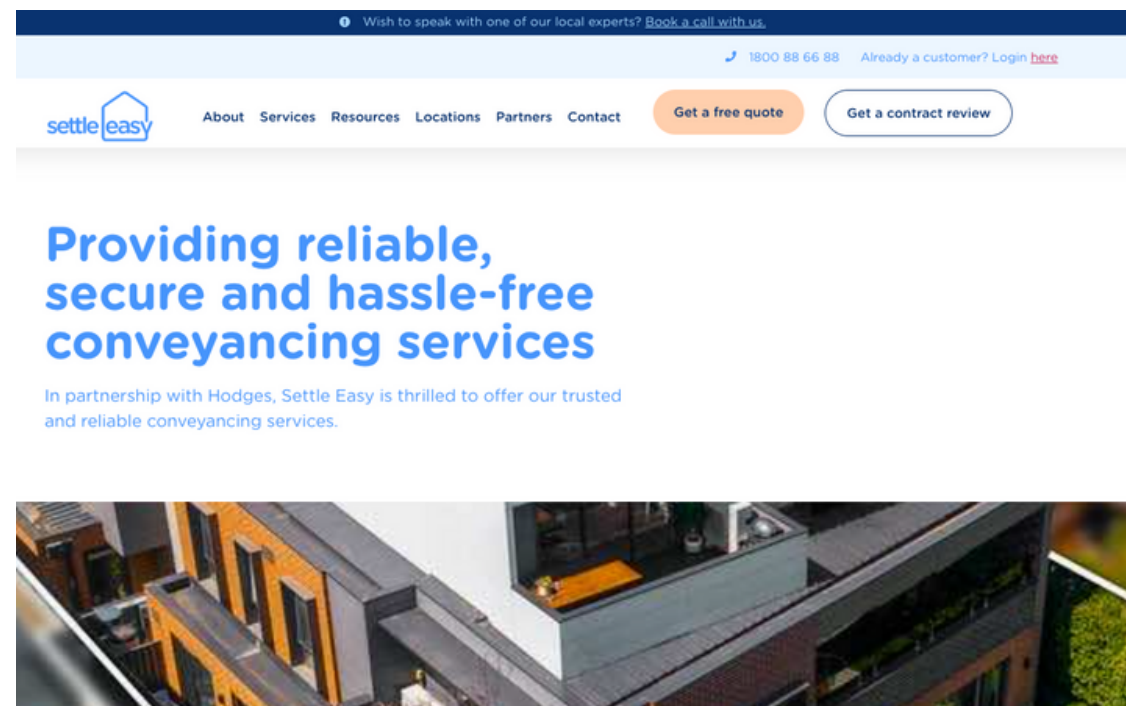 Wish to speak with one of our local experts? Book a call with us.
1800 88 66 88 Already a customer? Login here
settle easy
About Services Resources Locations Partners Contact Get a free quote Get a contract review
Providing reliable,
secure and hassle-free
conveyancing services
In partnership with Hodges, Settle Easy is thrilled to offer our trusted
and reliable conveyancing services.